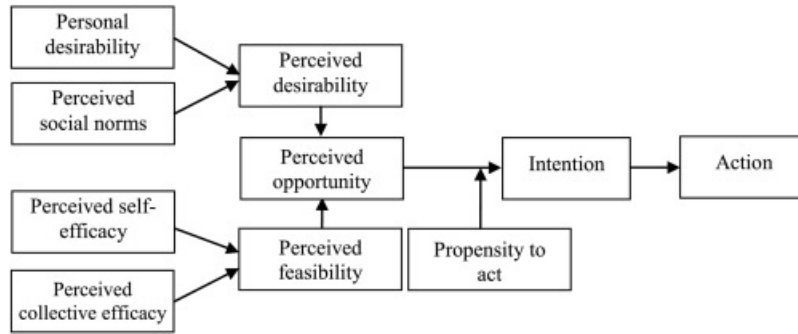 Personal
desirability
Perceived
social norms
Perceived
desirability
Perceived
opportunity
Intention
Action
Perceived self-
efficacy
Perceived
collective efficacy
Perceived
feasibility
Propensity to
act